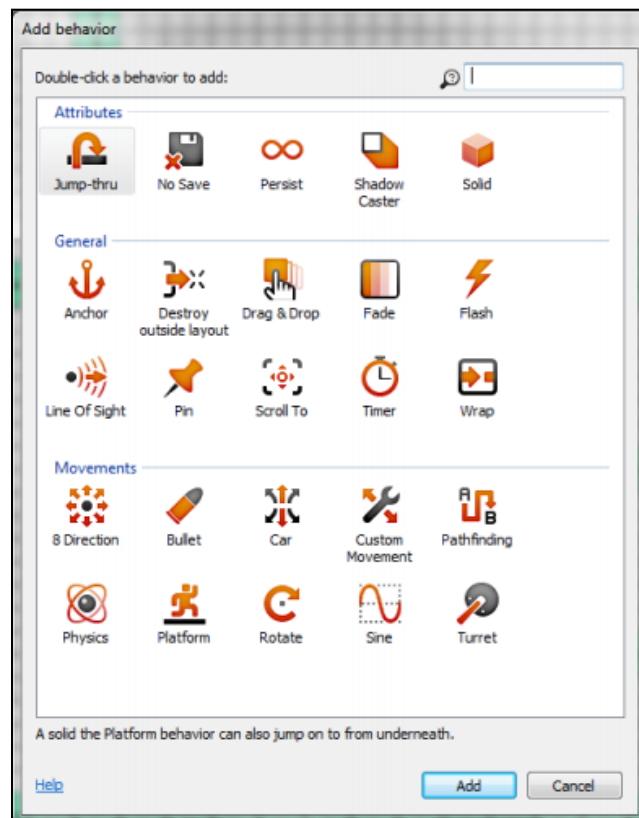 Add behavior
Double-click a behavior to add:
Attributes
Jump-thru No Save Persist Shadow Caster Solid
General
Anchor Destroy outside layout Drag & Drop Fade Flash
Line Of Sight Pin Scroll To Timer Wrap
Movements
8 Direction Bullet Car Custom Movement Pathfinding
A
B
Physics Platform Rotate Sine Turret
A solid the Platform behavior can also jump on to from underneath.
Help Add Cancel